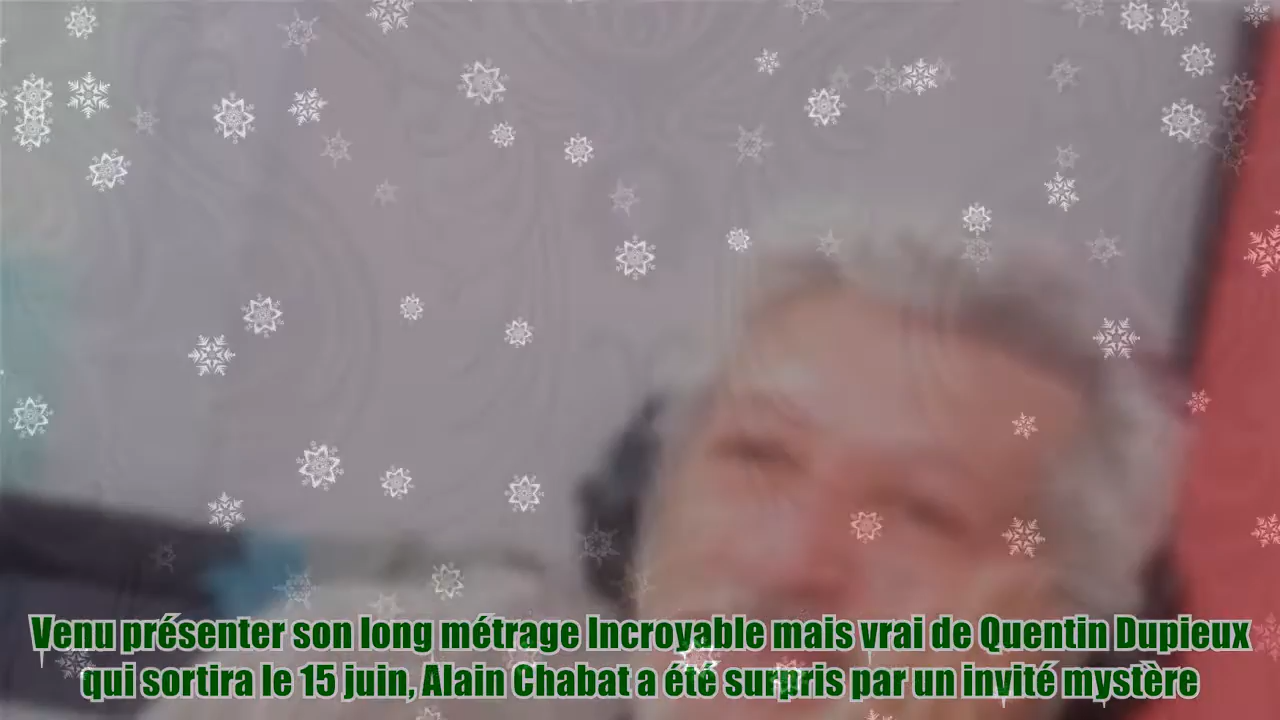 Venu présenter son long métrage Incroyable mais vrai de Quentin Dupieux
qui sortira le 15 juin, Alain Chabat a été surpris par un invité mystère